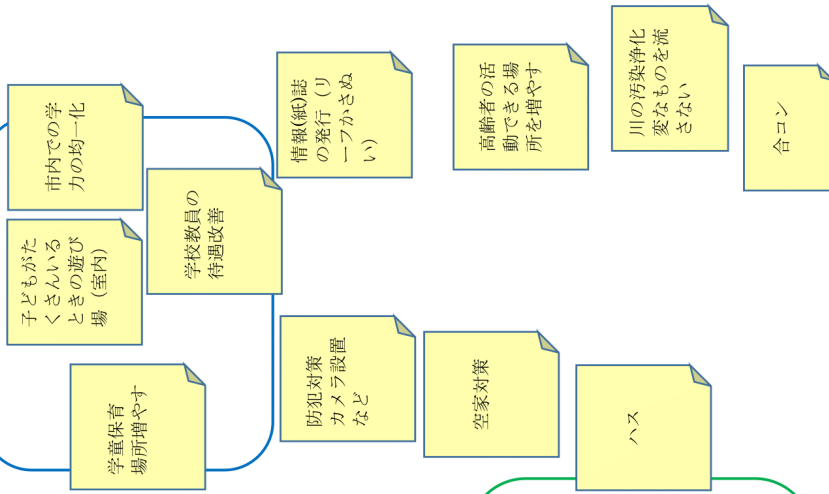 市内での学
力の均一化
子どもがた
くさんいる
ときの遊び
場（室内）
学校教員の
待遇改善
学童保育
場所増やす
情報(紙)誌
の発行（リ
ーフかさぬ
い）
防犯対策
カメラ設置
など
高齢者の活
動できる場
所を増やす
空家対策
川の汚染浄化
変なものを流
さない
ハス
合コン